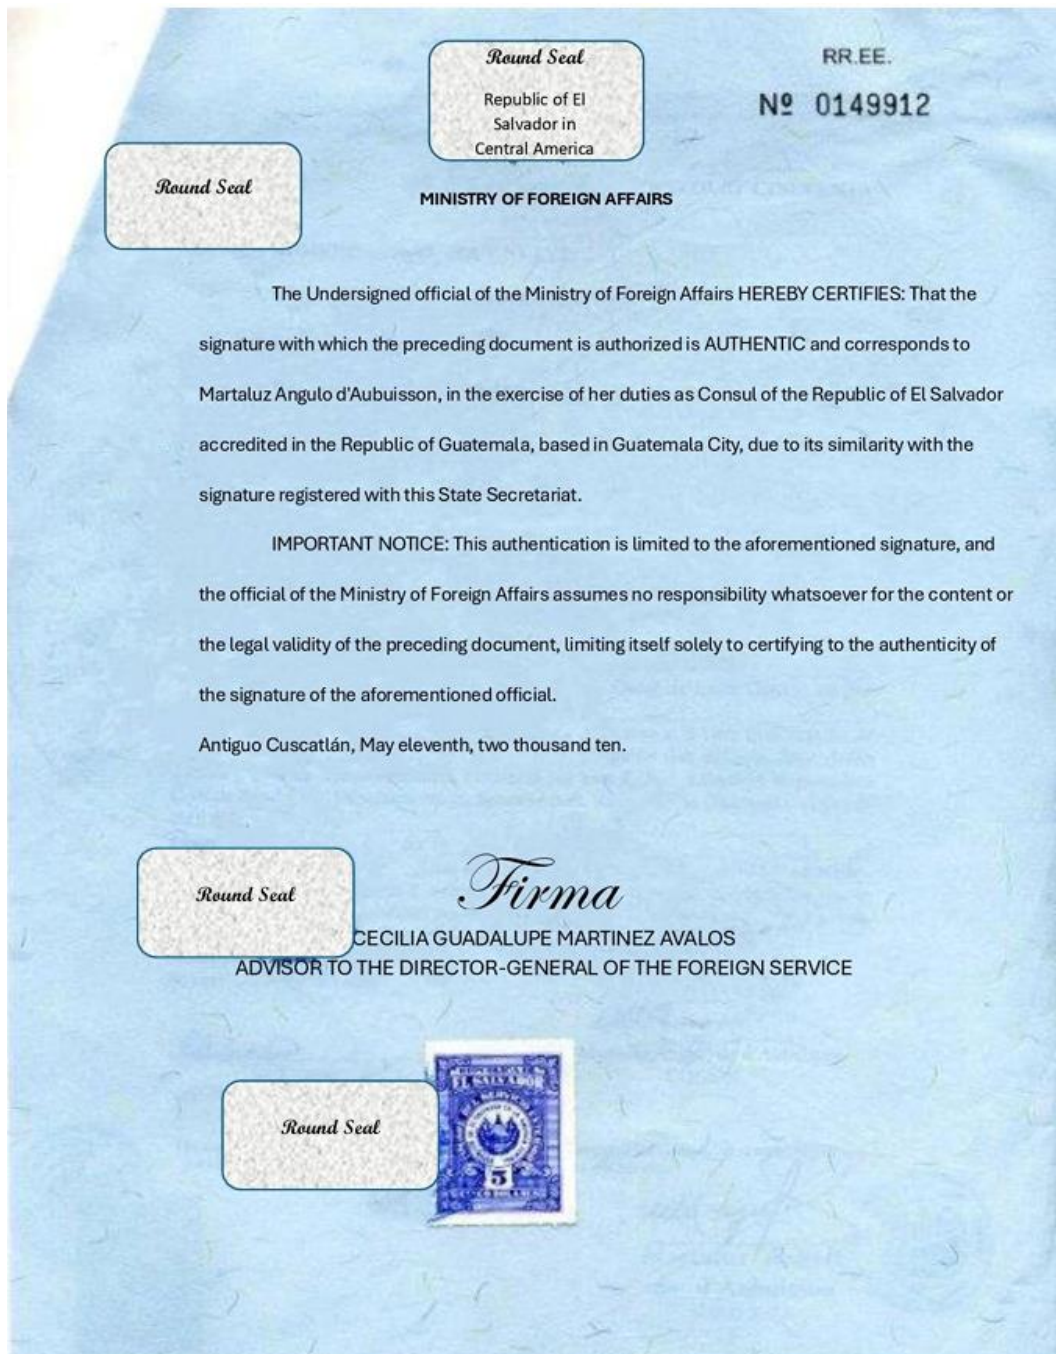 Round Seal
Republic of El
Salvador in
Central America
RR.EE.
Nº 0149912
Round Seal
MINISTRY OF FOREIGN AFFAIRS
The Undersigned official of the Ministry of Foreign Affairs HEREBY CERTIFIES: That the
signature with which the preceding document is authorized is AUTHENTIC and corresponds to
Martaluz Angulo d'Aubuisson, in the exercise of her duties as Consul of the Republic of El Salvador
accredited in the Republic of Guatemala, based in Guatemala City, due to its similarity with the
signature registered with this State Secretariat.
IMPORTANT NOTICE: This authentication is limited to the aforementioned signature, and
the official of the Ministry of Foreign Affairs assumes no responsibility whatsoever for the content or
the legal validity of the preceding document, limiting itself solely to certifying to the authenticity of
the signature of the aforementioned official.
Antiguo Cuscatlán, May eleventh, two thousand ten.
Round Seal
Firma
CECILIA GUADALUPE MARTINEZ AVALOS
ADVISOR TO THE DIRECTOR-GENERAL OF THE FOREIGN SERVICE
EL SALVADOR
5
Round Seal